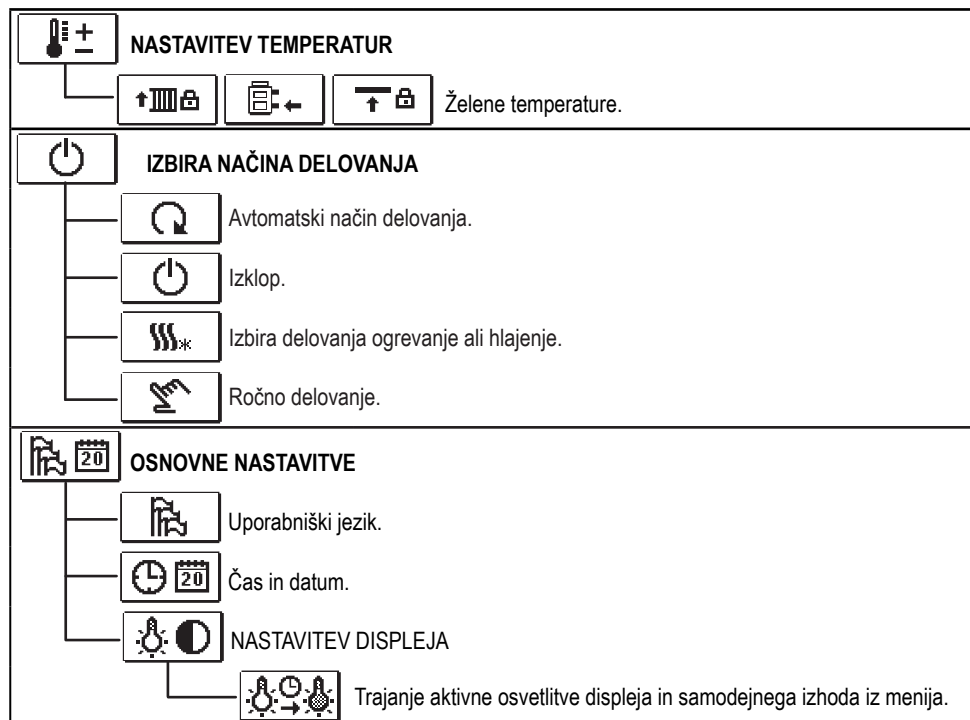 NASTAVITEV TEMPERATUR
Želene temperature.
IZBIRA NAČINA DELOVANJA
Avtomatski način delovanja.
Izklop.
Izbira delovanja ogrevanje ali hlajenje.
Ročno delovanje.
20
OSNOVNE NASTAVITVE
Uporabniški jezik.
20
Čas in datum.
NASTAVITEV DISPLEJA
Trajanje aktivne osvetlitve displeja in samodejnega izhoda iz menija.